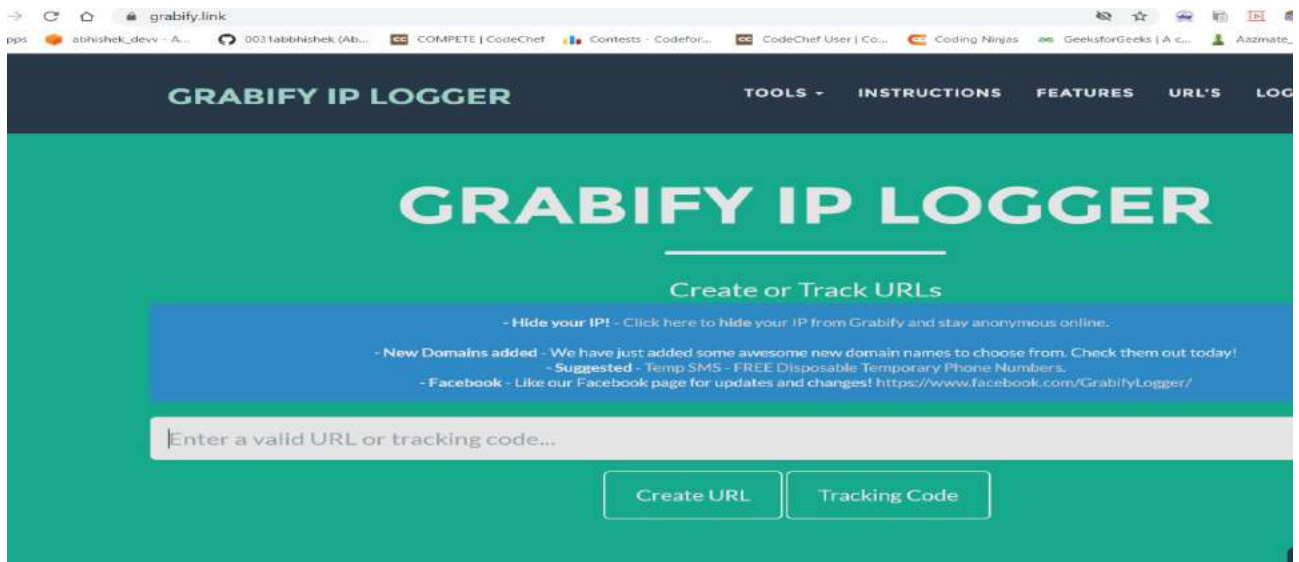 grabify.link
pps abhishek_devv - A... 0031abbhishek (Ab... COMPETE | CodeChef Contests - Codefor... CodeChef User | Co... Coding Ninjas GeeksforGeeks | A c... Aazmate_
GRABIFY IP LOGGER TOOLS INSTRUCTIONS FEATURES URL'S LOG
GRABIFY IP LOGGER
Create or Track URLs
- Hide your IP! - Click here to hide your IP from Grabify and stay anonymous online.
- New Domains added - We have just added some awesome new domain names to choose from. Check them out today!
- Suggested - Temp SMS - FREE Disposable Temporary Phone Numbers.
- Facebook - Like our Facebook page for updates and changes! https://www.facebook.com/GrabifyLogger/
Enter a valid URL or tracking code...
Create URL Tracking Code